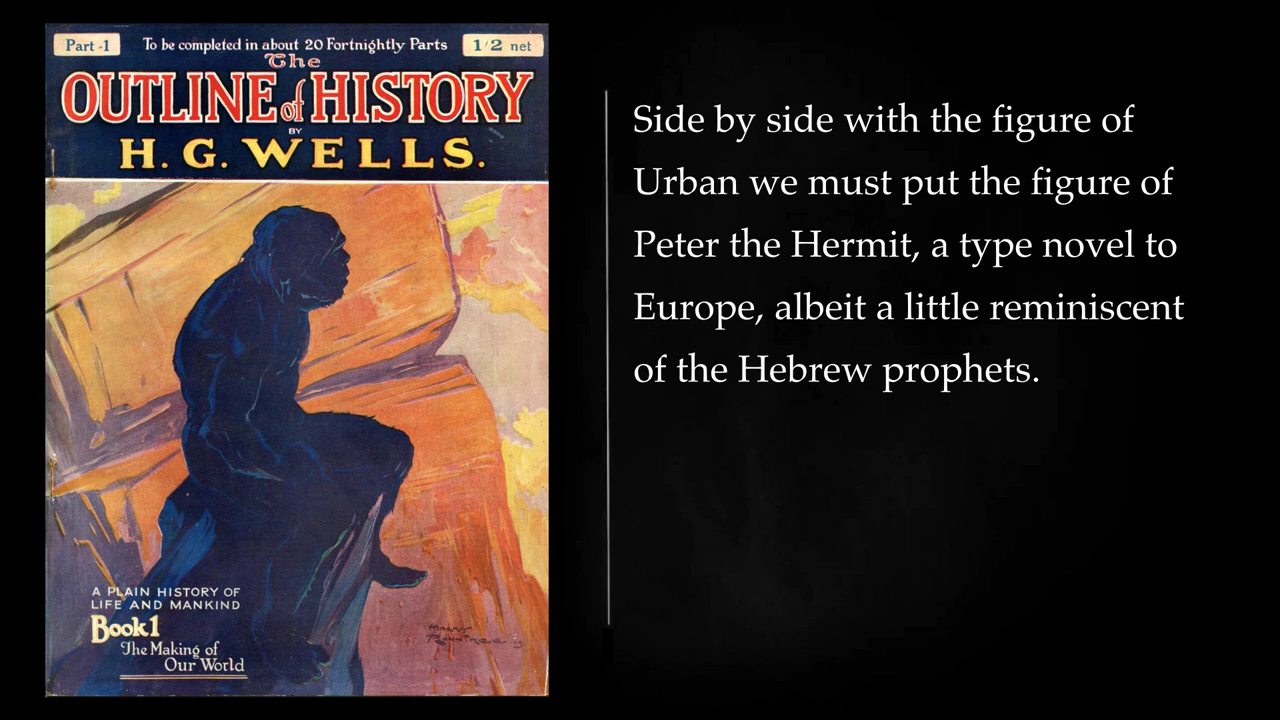 Part -1
To be completed in about 20 Fortnightly Parts
1/2 net
The
OUTLINE of HISTORY
BY
H. G. WELLS.
A PLAIN HISTORY OF
LIFE AND MANKIND
Book 1
The Making of
Our World
Side by side with the figure of
Urban we must put the figure of
Peter the Hermit, a type novel to
Europe, albeit a little reminiscent
of the Hebrew prophets.